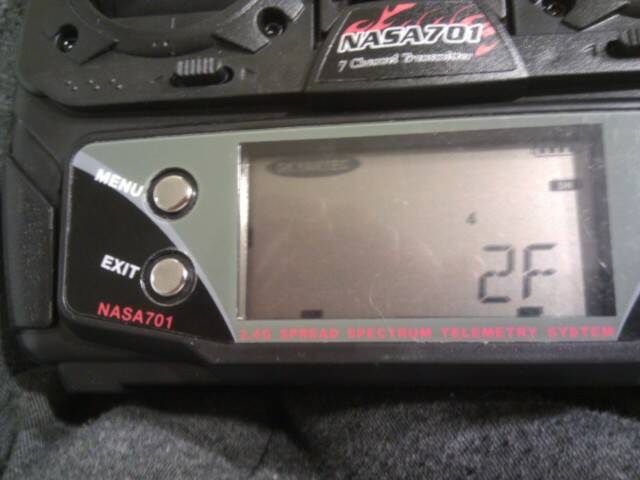 NASA701
7 Channel Transmitter
MENU
4
2F
EXIT
NASA701
2.4G SPREAD SPECTRUM TELEMETRY SYSTEM